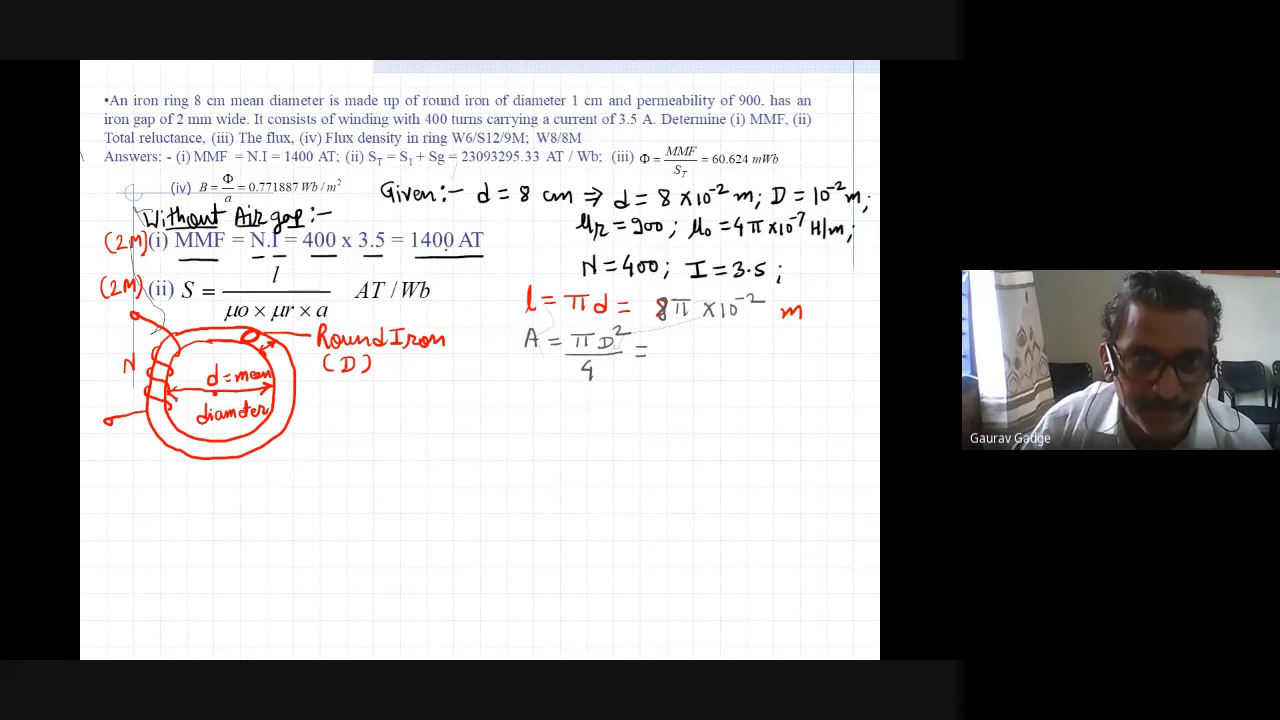 •An iron ring 8 cm mean diameter is made up of round iron of diameter 1 cm and permeability of 900, has an
iron gap of 2 mm wide. It consists of winding with 400 turns carrying a current of 3.5 A. Determine (i) MMF, (ii)
Total reluctance, (iii) The flux, (iv) Flux density in ring W6/S12/9M; W8/8M
Answers: - (i) MMF = N.I = 1400 AT; (ii) S_T = S_1 + Sg = 23093295.33 AT / Wb; (iii) Φ = MMF / S_T = 60.624 mWb
(iv) B = Φ / a = 0.771887 Wb / m²
Given:- d = 8 cm ⇒ d = 8 × 10⁻² m; D = 10⁻² m;
μr = 900; μ₀ = 4π × 10⁻⁷ H/m;
N = 400; I = 3.5;
Without Air gap:-
(2M) (i) MMF = N.I = 400 x 3.5 = 1400 AT
(2M) (ii) S = l / μo × μr × a AT / Wb
l = πd = 8π × 10⁻² m
A = πD² / 4 =
Round Iron
(D)
N
d = mean
diameter
Gaurav Gadge